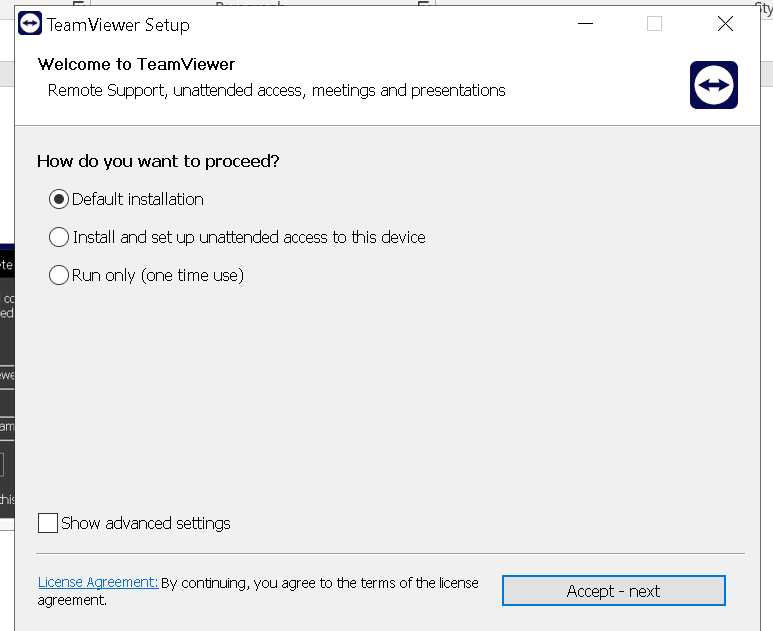 Paragraph
TeamViewer Setup
Welcome to TeamViewer
Remote Support, unattended access, meetings and presentations
How do you want to proceed?
Default installation
Install and set up unattended access to this device
Run only (one time use)
Show advanced settings
License Agreement: By continuing, you agree to the terms of the license
agreement.
Accept - next